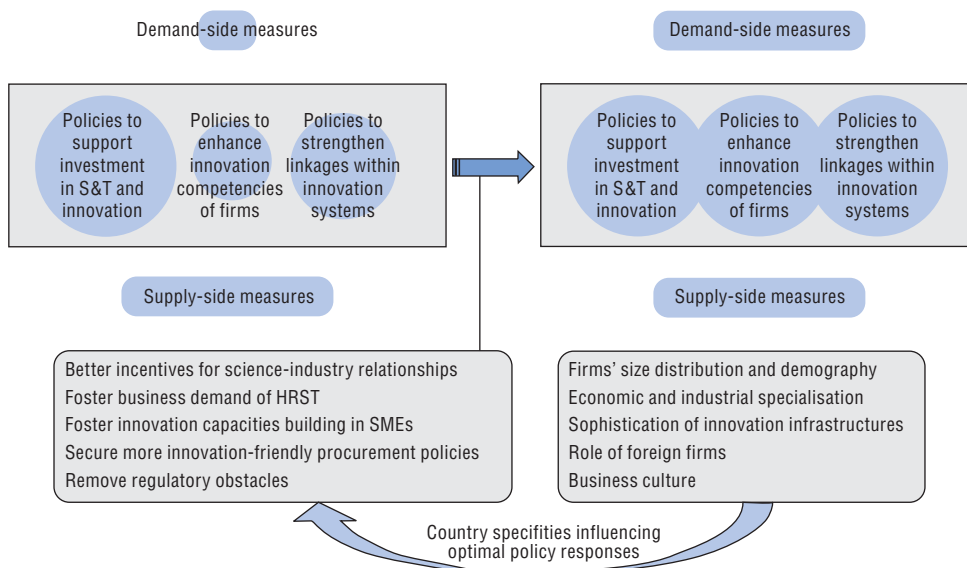 Demand-side measures
Demand-side measures
Policies to
support
investment
in S&T and
innovation
Policies to
enhance
innovation
competencies
of firms
Policies to
strengthen
linkages within
innovation
systems
Policies to
support
investment
in S&T and
innovation
Policies to
enhance
innovation
competencies
of firms
Policies to
strengthen
linkages within
innovation
systems
Supply-side measures
Supply-side measures
Better incentives for science-industry relationships
Foster business demand of HRST
Foster innovation capacities building in SMEs
Secure more innovation-friendly procurement policies
Remove regulatory obstacles
Firms' size distribution and demography
Economic and industrial specialisation
Sophistication of innovation infrastructures
Role of foreign firms
Business culture
Country specifities influencing
optimal policy responses